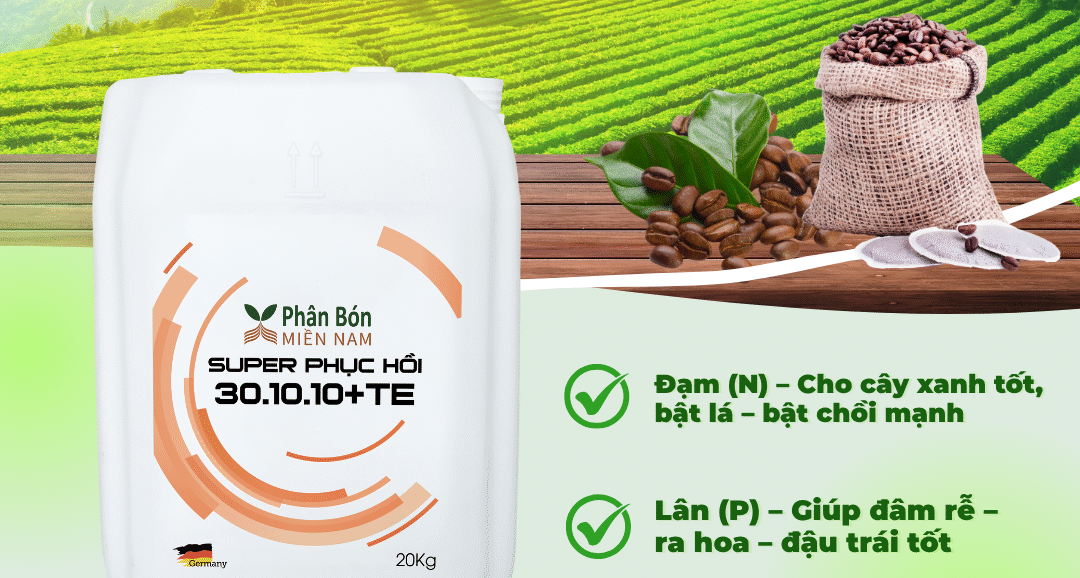 Phân Bón
MIỀN NAM
SUPER PHỤC HỒI
30.10.10+TE
Germany
20Kg
Đạm (N) – Cho cây xanh tốt,
bật lá – bật chồi mạnh
Lân (P) – Giúp đâm rễ –
ra hoa – đậu trái tốt